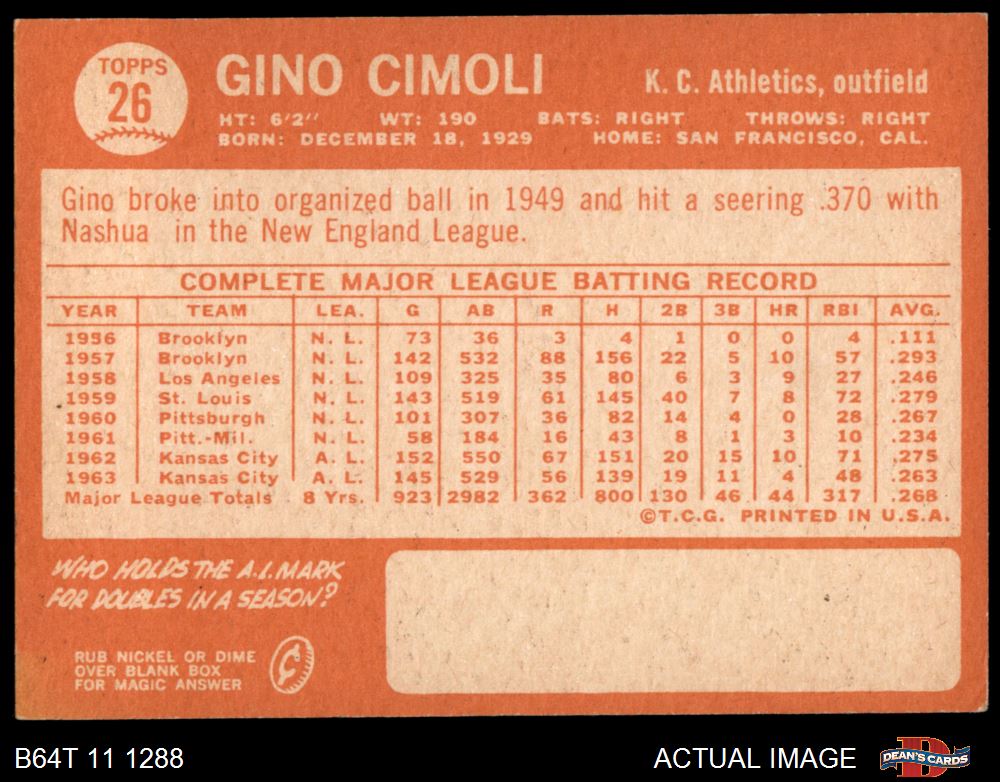 TOPPS
26
GINO CIMOLI
K. C. Athletics, outfield
HT: 6'2" WT: 190 BATS: RIGHT THROWS: RIGHT
BORN: DECEMBER 18, 1929 HOME: SAN FRANCISCO, CAL.
Gino broke into organized ball in 1949 and hit a seering .370 with
Nashua in the New England League.
COMPLETE MAJOR LEAGUE BATTING RECORD
YEAR TEAM LEA. G AB R H 2B 3B HR RBI AVG.
1956 Brooklyn N. L. 73 36 3 4 1 0 0 4 .111
1957 Brooklyn N. L. 142 532 88 156 22 5 10 57 .293
1958 Los Angeles N. L. 109 325 35 80 6 3 9 27 .246
1959 St. Louis N. L. 143 519 61 145 40 7 8 72 .279
1960 Pittsburgh N. L. 101 307 36 82 14 4 0 28 .267
1961 Pitt.-Mil. N. L. 58 184 16 43 8 1 3 10 .234
1962 Kansas City A. L. 152 550 67 151 20 15 10 71 .275
1963 Kansas City A. L. 145 529 56 139 19 11 4 48 .263
Major League Totals 8 Yrs. 923 2982 362 800 130 46 44 317 .268
©T.C.G. PRINTED IN U.S.A.
WHO HOLDS THE A.L. MARK
FOR DOUBLES IN A SEASON?
RUB NICKEL OR DIME
OVER BLANK BOX
FOR MAGIC ANSWER
B64T 11 1288
ACTUAL IMAGE
DEAN'S CARDS